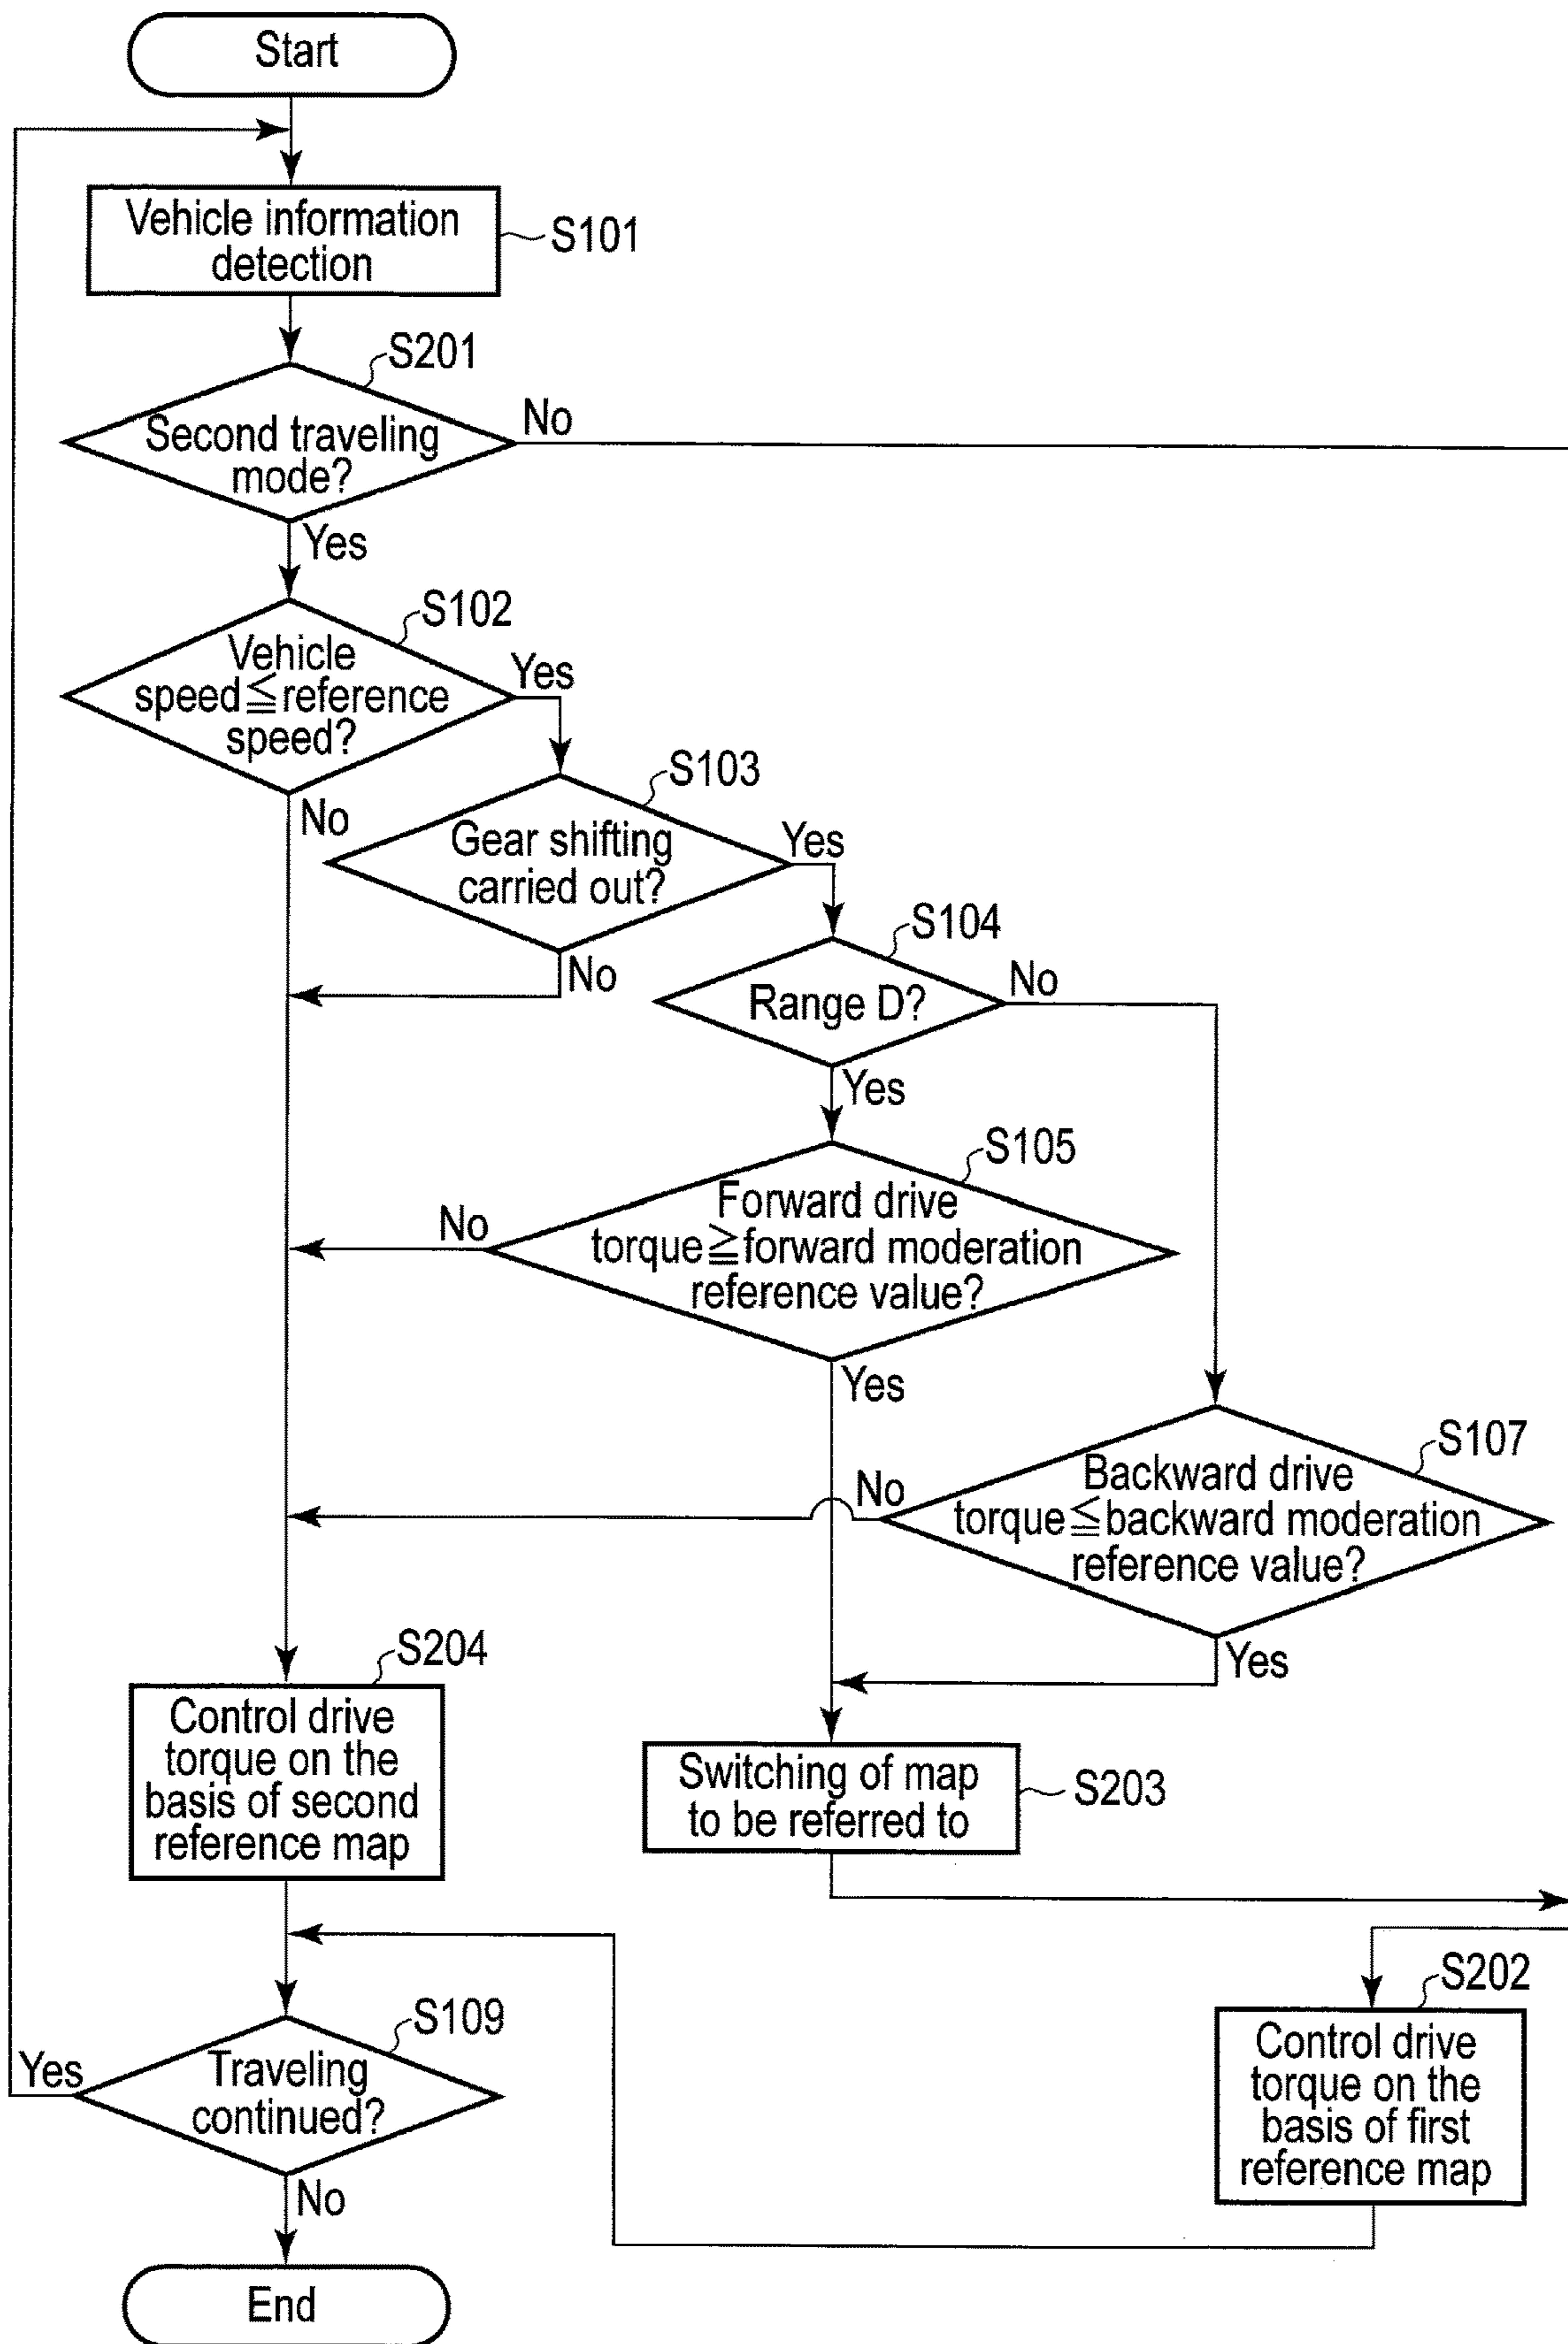 Start
Vehicle information
detection
S101
S201
Second traveling
mode?
No
Yes
S102
Vehicle
speed≦reference
speed?
Yes
No
S103
Gear shifting
carried out?
Yes
No
S104
Range D?
No
Yes
S105
Forward drive
torque≧forward moderation
reference value?
No
Yes
S107
Backward drive
torque≦backward moderation
reference value?
No
Yes
S204
Control drive
torque on the
basis of second
reference map
Switching of map
to be referred to
S203
S202
Control drive
torque on the
basis of first
reference map
S109
Traveling
continued?
Yes
No
End